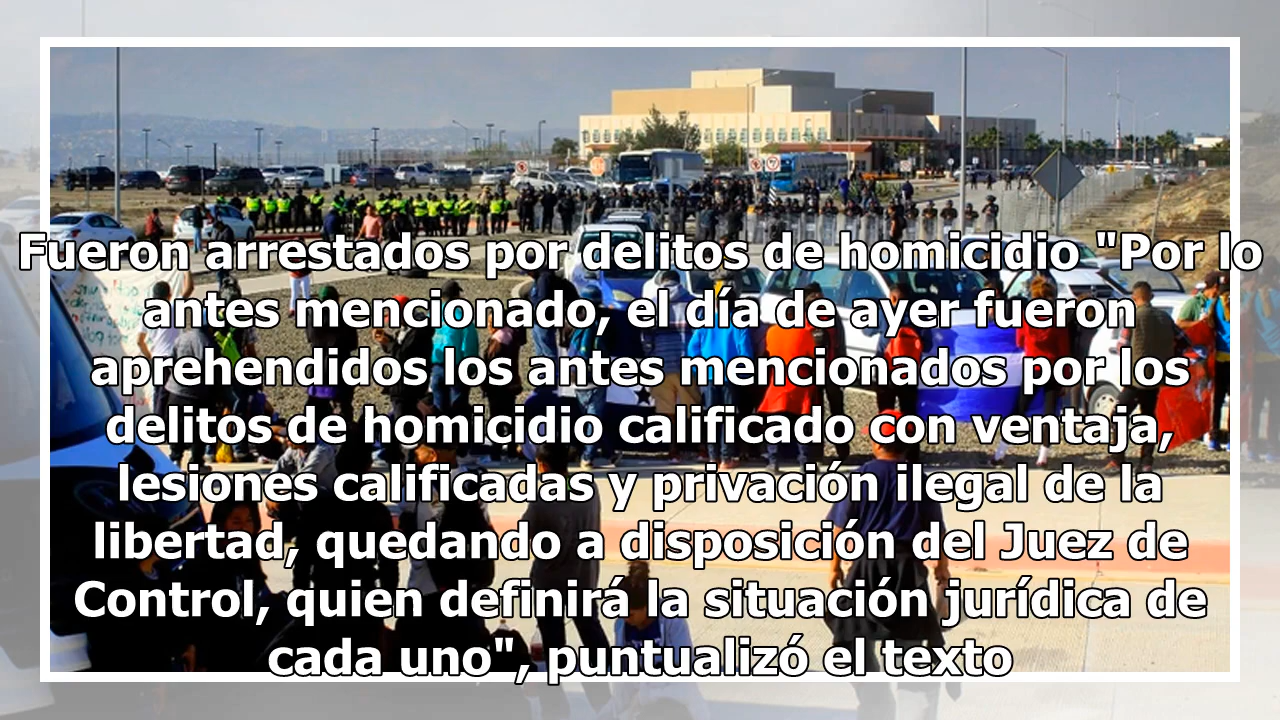 Fueron arrestados por delitos de homicidio "Por lo
antes mencionado, el día de ayer fueron
aprehendidos los antes mencionados por los
delitos de homicidio calificado con ventaja,
lesiones calificadas y privación ilegal de la
libertad, quedando a disposición del Juez de
Control, quien definirá la situación jurídica de
cada uno", puntualizó el texto